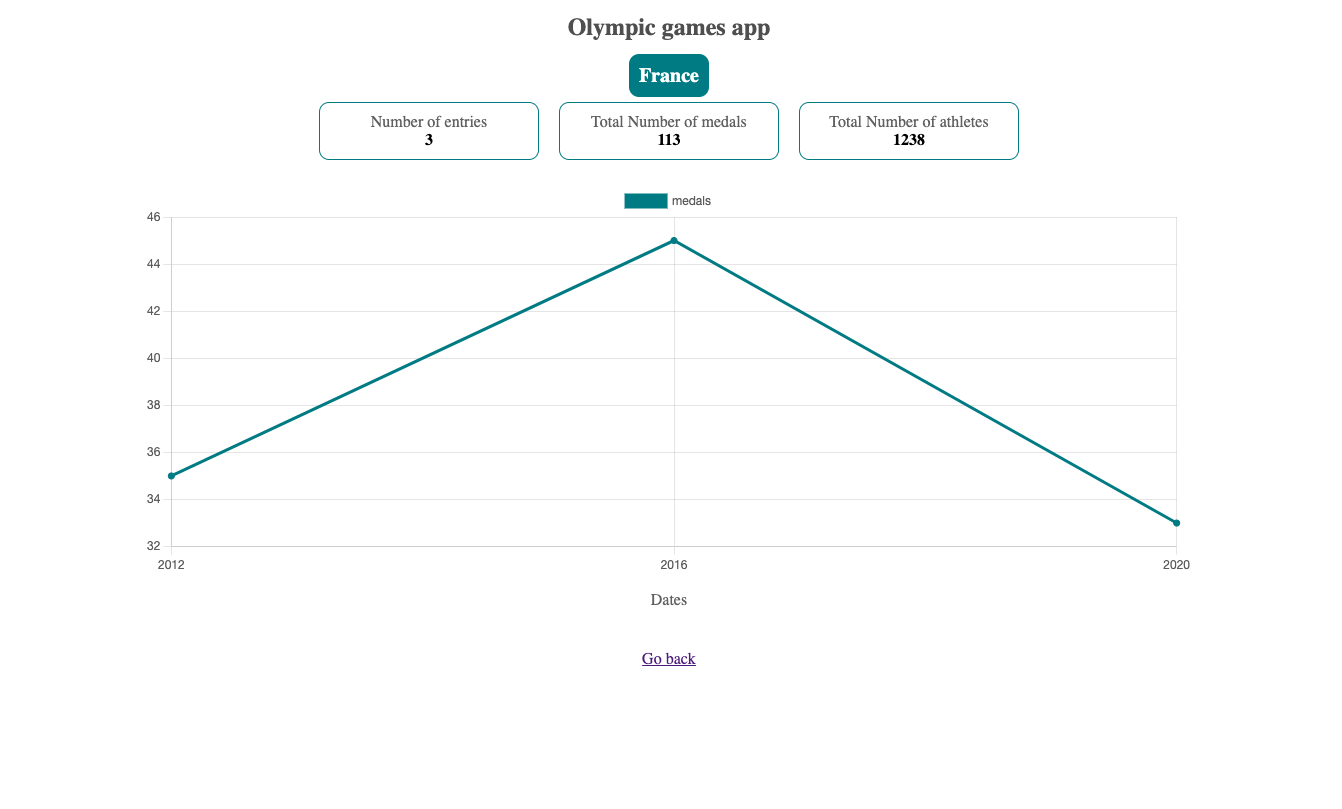 Olympic games app
France
Number of entries
3
Total Number of medals
113
Total Number of athletes
1238
medals
46
44
42
40
38
36
34
32
2012 2016 2020
Dates
Go back